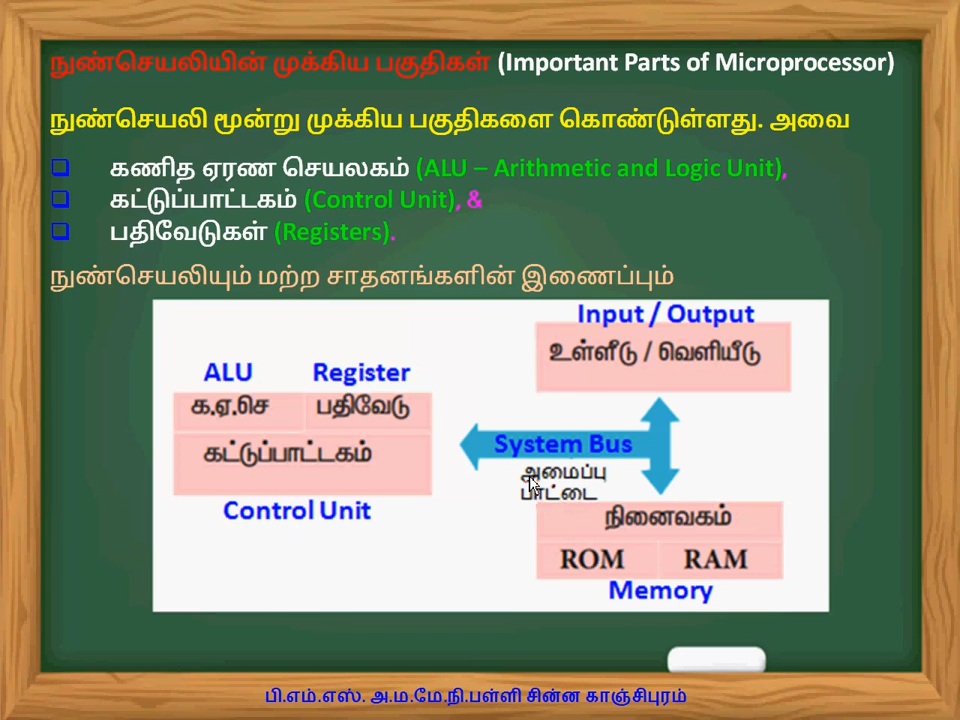 நுண்செயலியின் முக்கிய பகுதிகள் (Important Parts of Microprocessor)
நுண்செயலி மூன்று முக்கிய பகுதிகளை கொண்டுள்ளது. அவை
கணித ஏரண செயலகம் (ALU – Arithmetic and Logic Unit),
கட்டுப்பாட்டகம் (Control Unit), &
பதிவேடுகள் (Registers).
நுண்செயலியும் மற்ற சாதனங்களின் இணைப்பும்
Input / Output
உள்ளீடு / வெளியீடு
ALU Register
க.ஏ.செ பதிவேடு
கட்டுப்பாட்டகம்
Control Unit
System Bus
அமைப்பு
பாட்டை
நினைவகம்
ROM RAM
Memory
பி.எம்.எஸ். அ.ம.மே.நி.பள்ளி சின்ன காஞ்சிபுரம்